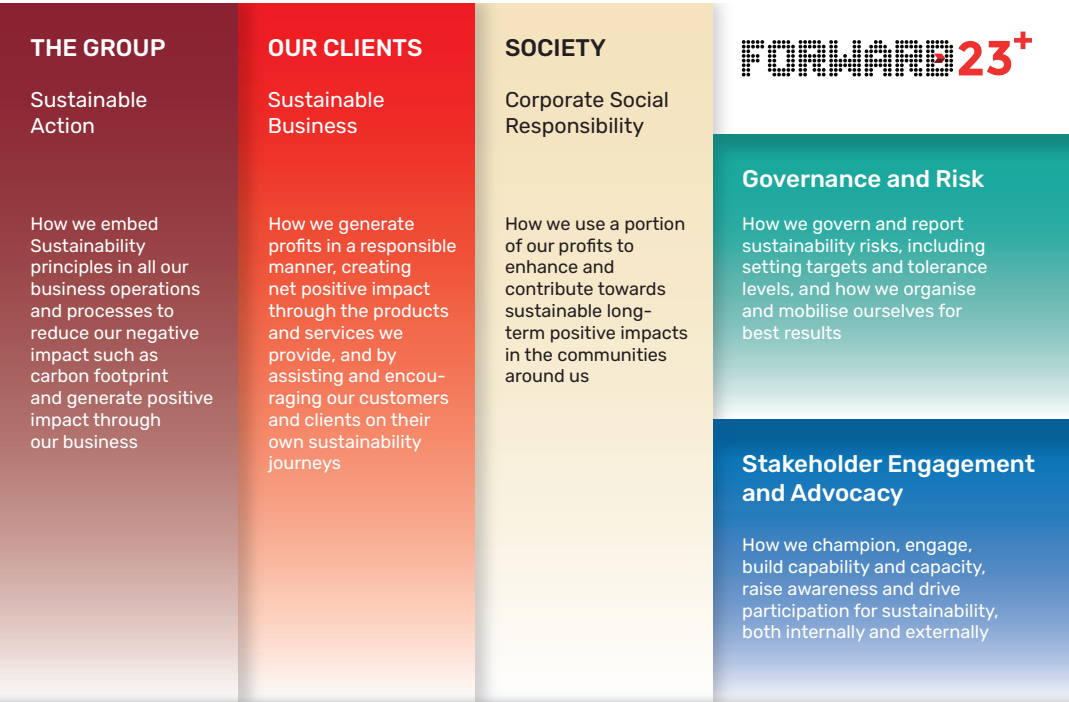 THE GROUP
Sustainable
Action
How we embed
Sustainability
principles in all our
business operations
and processes to
reduce our negative
impact such as
carbon footprint
and generate positive
impact through
our business
OUR CLIENTS
Sustainable
Business
How we generate
profits in a responsible
manner, creating
net positive impact
through the products
and services we
provide, and by
assisting and encou-
raging our customers
and clients on their
own sustainability
journeys
SOCIETY
Corporate Social
Responsibility
How we use a portion
of our profits to
enhance and
contribute towards
sustainable long-
term positive impacts
in the communities
around us
FORWARD23+
Governance and Risk
How we govern and report
sustainability risks, including
setting targets and tolerance
levels, and how we organise
and mobilise ourselves for
best results
Stakeholder Engagement
and Advocacy
How we champion, engage,
build capability and capacity,
raise awareness and drive
participation for sustainability,
both internally and externally